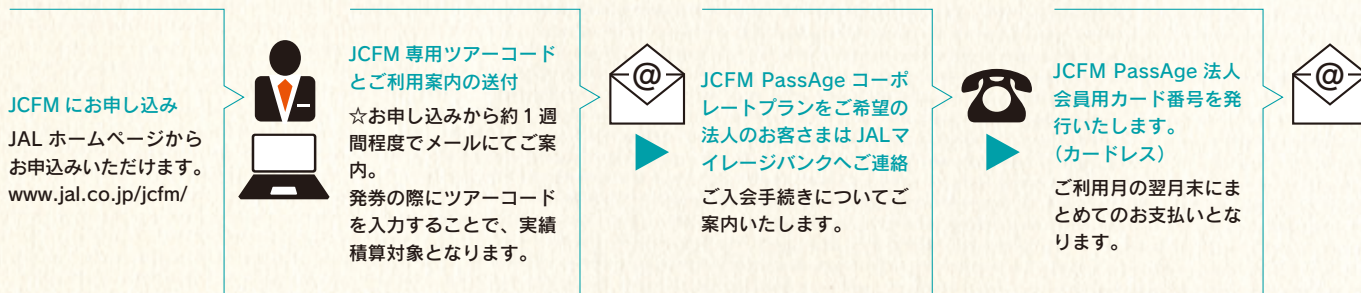 JCFM にお申し込み
JAL ホームページから
お申込みいただけます。
www.jal.co.jp/jcfm/
JCFM 専用ツアーコード
とご利用案内の送付
☆お申し込みから約1週
間程度でメールにてご案
内。
発券の際にツアーコード
を入力することで、実績
積算対象となります。
@
JCFM PassAge コーポ
レートプランをご希望の
法人のお客さまは JALマ
イレージバンクへご連絡
ご入会手続きについてご
案内いたします。
JCFM PassAge 法人
会員用カード番号を発
行いたします。
（カードレス）
ご利用月の翌月末にま
とめてのお支払いとな
ります。
@